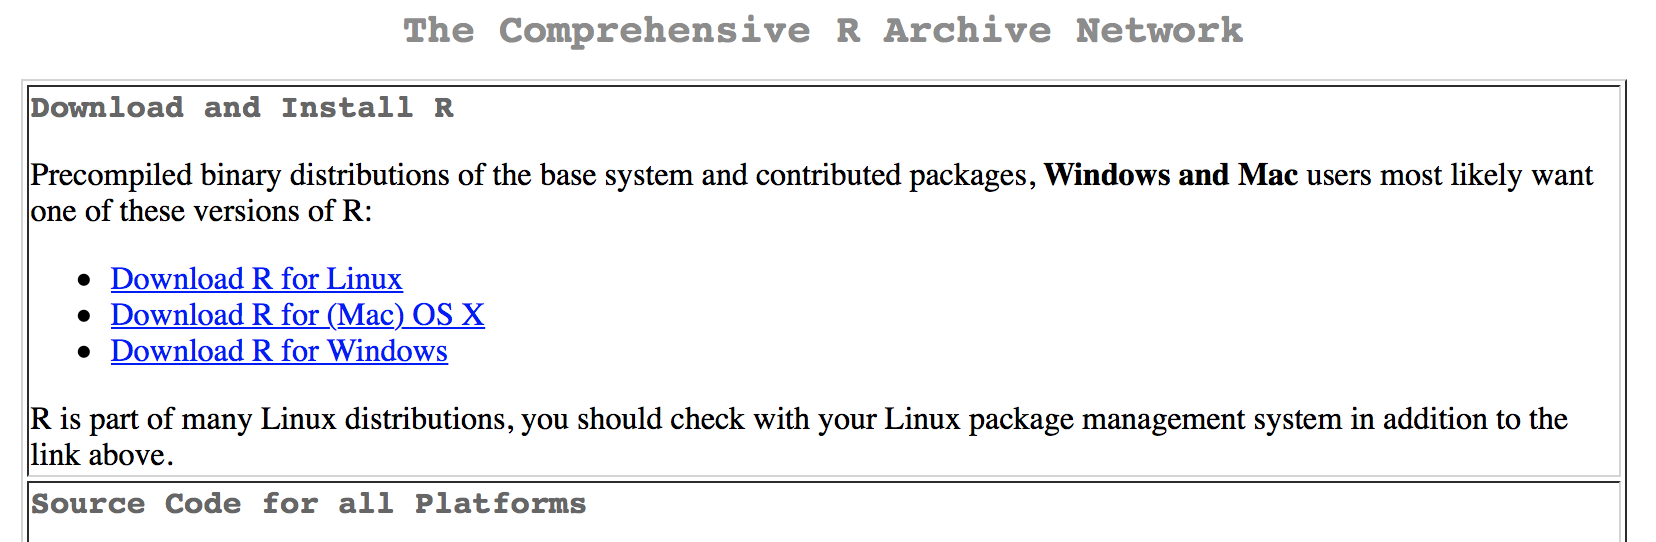 The Comprehensive R Archive Network
Download and Install R
Precompiled binary distributions of the base system and contributed packages, Windows and Mac users most likely want
one of these versions of R:
• Download R for Linux
• Download R for (Mac) OS X
• Download R for Windows
R is part of many Linux distributions, you should check with your Linux package management system in addition to the
link above.
Source Code for all Platforms